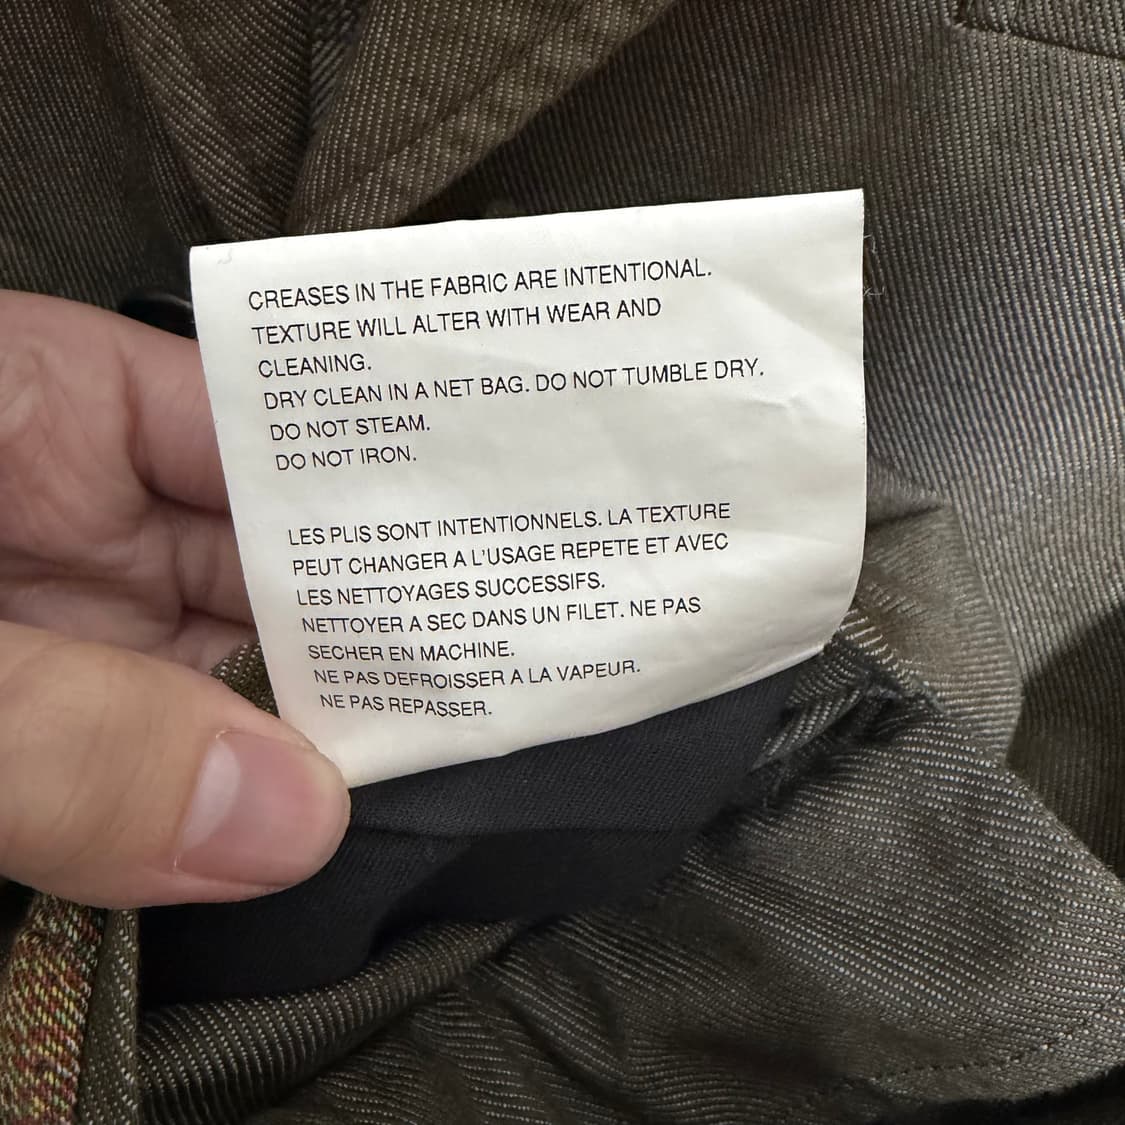 CREASES IN THE FABRIC ARE INTENTIONAL.
TEXTURE WILL ALTER WITH WEAR AND
CLEANING.
DRY CLEAN IN A NET BAG. DO NOT TUMBLE DRY.
DO NOT STEAM.
DO NOT IRON.
LES PLIS SONT INTENTIONNELS. LA TEXTURE
PEUT CHANGER A L'USAGE REPETE ET AVEC
LES NETTOYAGES SUCCESSIFS.
NETTOYER A SEC DANS UN FILET. NE PAS
SECHER EN MACHINE.
NE PAS DEFROISSER A LA VAPEUR.
NE PAS REPASSER.